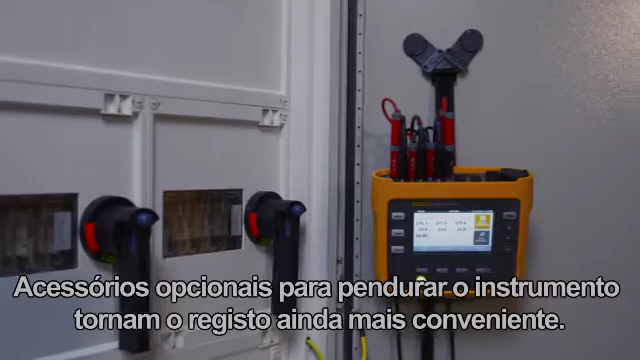 Acessórios opcionais para pendurar o instrumento
tornam o registo ainda mais conveniente.